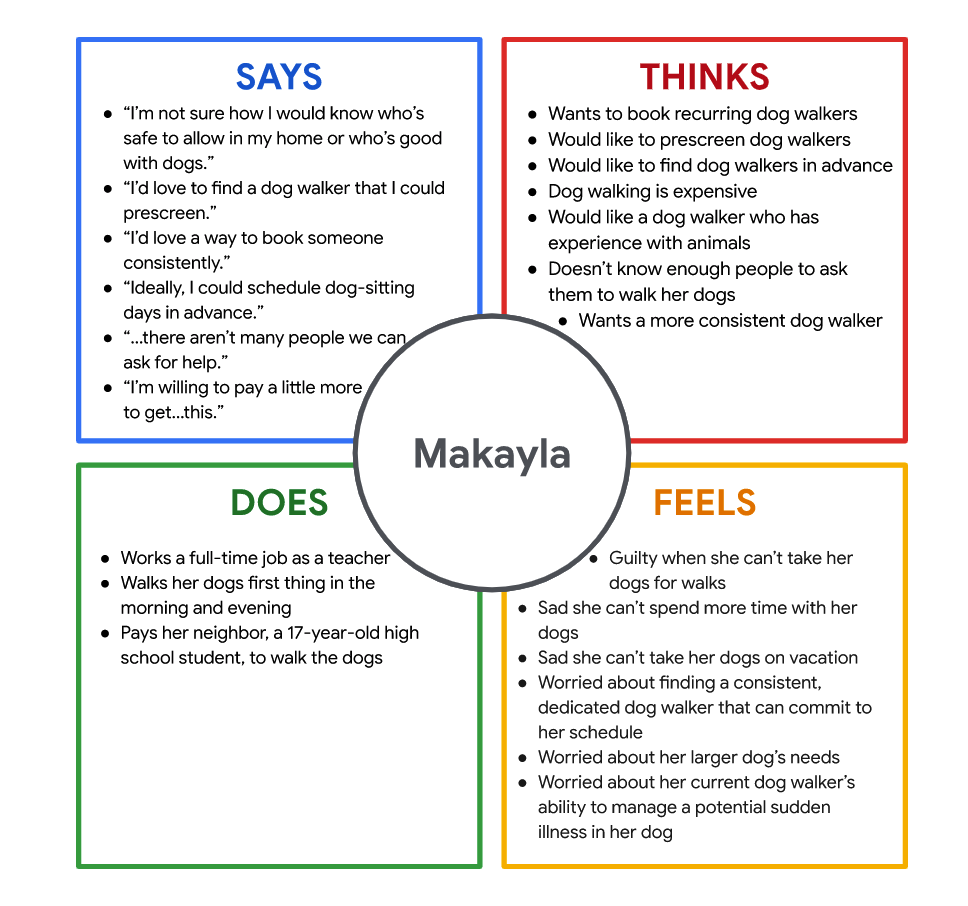 SAYS
● “I’m not sure how I would know who’s
safe to allow in my home or who’s good
with dogs.”
● “I’d love to find a dog walker that I could
prescreen.”
● “I’d love a way to book someone
consistently.”
● “Ideally, I could schedule dog-sitting
days in advance.”
● “...there aren’t many people we can
ask for help.”
● “I’m willing to pay a little more
to get...this.”
THINKS
● Wants to book recurring dog walkers
● Would like to prescreen dog walkers
● Would like to find dog walkers in advance
● Dog walking is expensive
● Would like a dog walker who has
experience with animals
● Doesn’t know enough people to ask
them to walk her dogs
● Wants a more consistent dog walker
Makayla
DOES
● Works a full-time job as a teacher
● Walks her dogs first thing in the
morning and evening
● Pays her neighbor, a 17-year-old high
school student, to walk the dogs
FEELS
● Guilty when she can’t take her
dogs for walks
● Sad she can’t spend more time with her
dogs
● Sad she can’t take her dogs on vacation
● Worried about finding a consistent,
dedicated dog walker that can commit to
her schedule
● Worried about her larger dog’s needs
● Worried about her current dog walker’s
ability to manage a potential sudden
illness in her dog